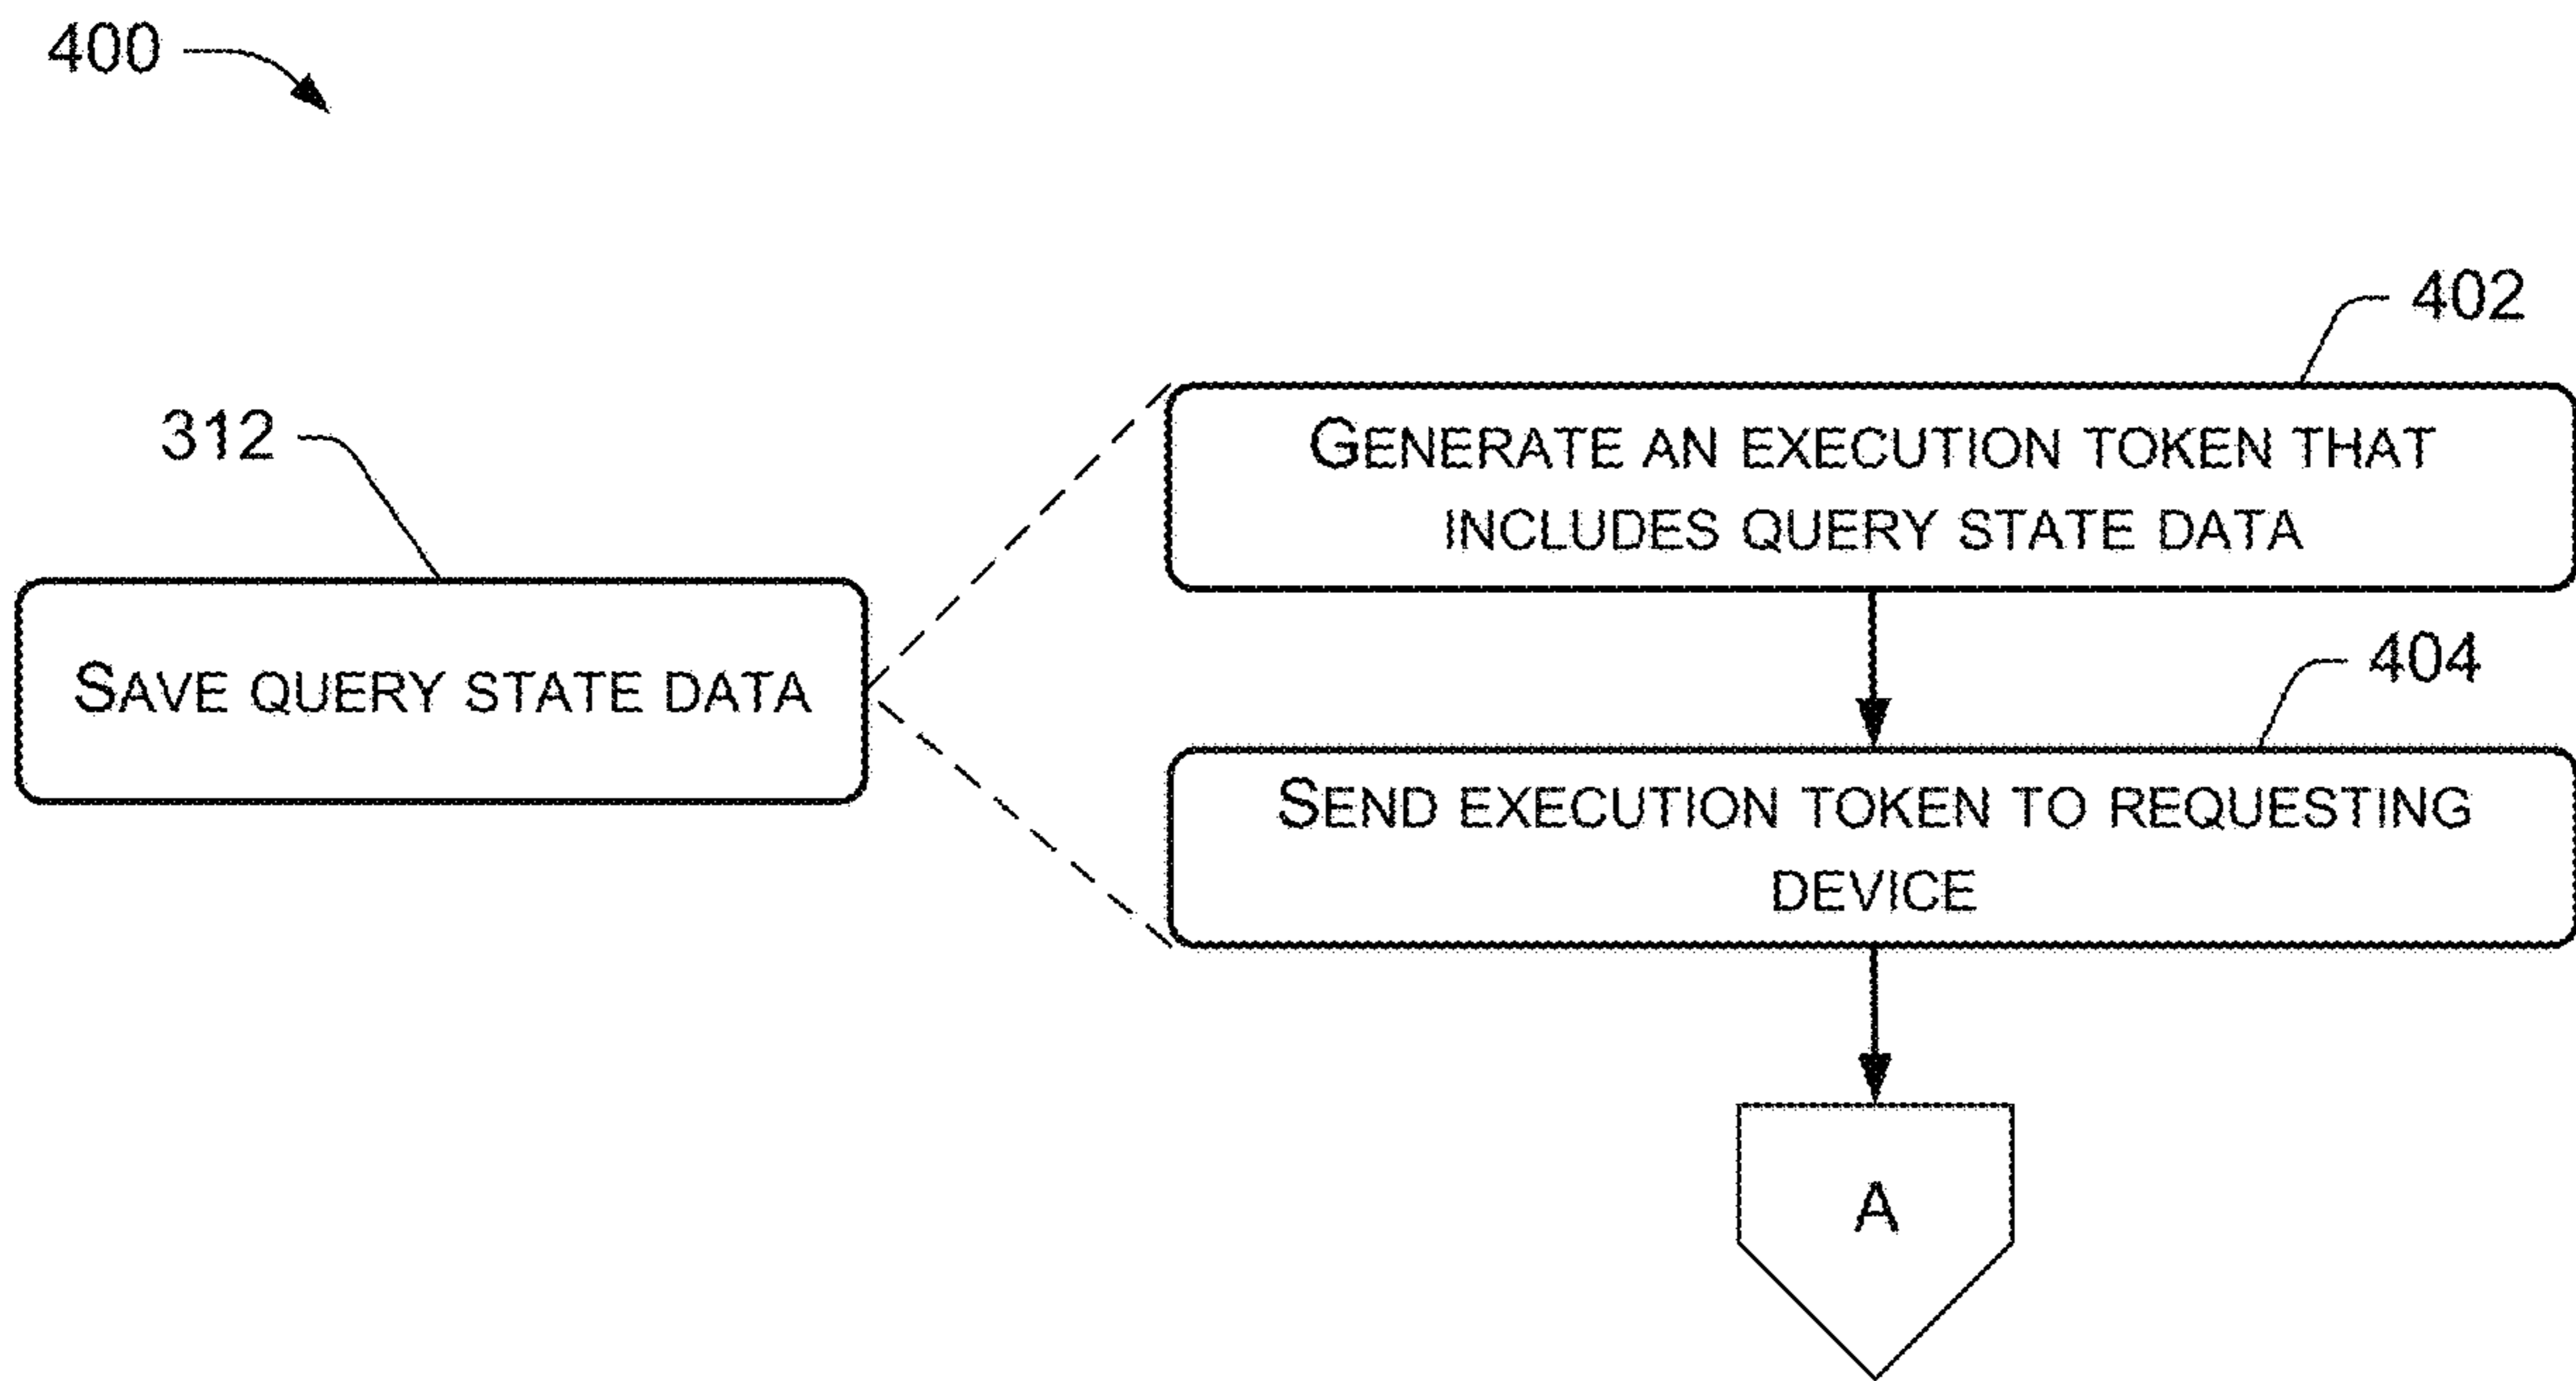 400
402
GENERATE AN EXECUTION TOKEN THAT
INCLUDES QUERY STATE DATA
312
SAVE QUERY STATE DATA
404
SEND EXECUTION TOKEN TO REQUESTING
DEVICE
A